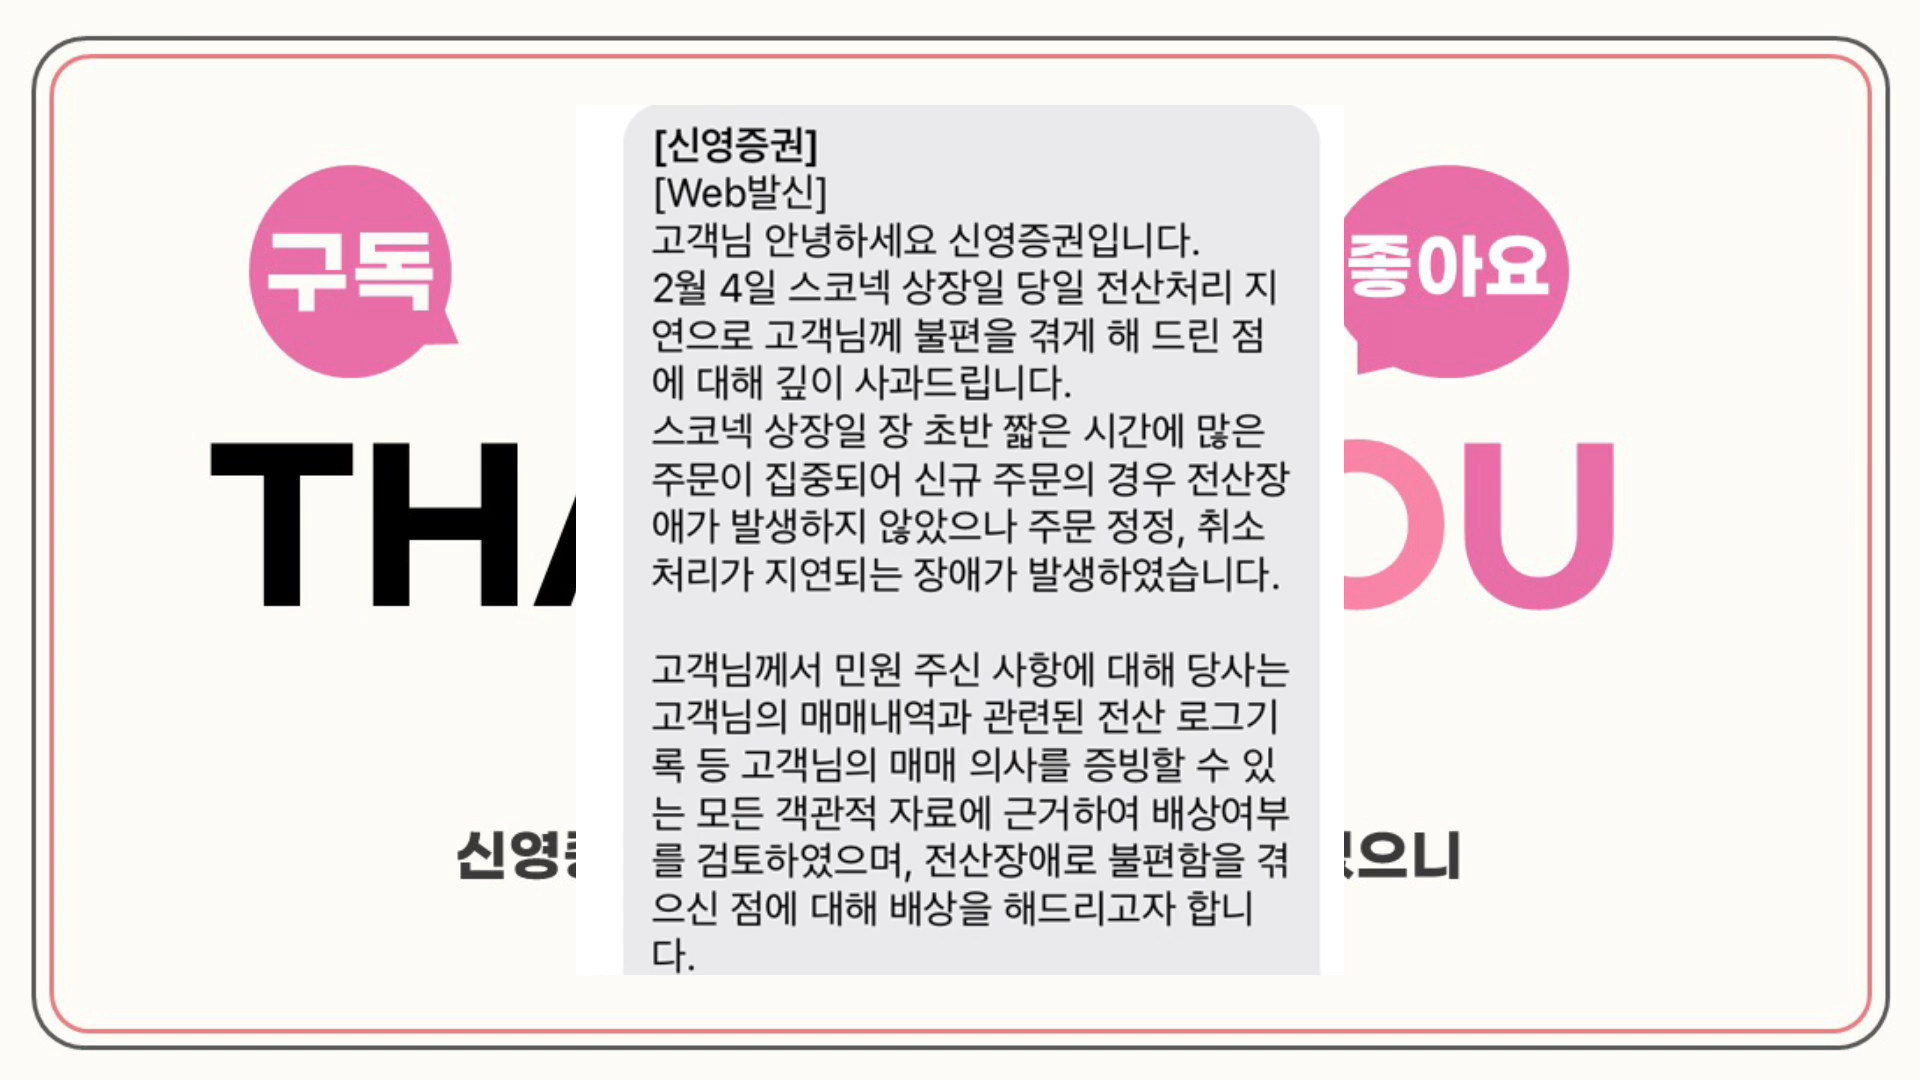 구독
좋아요
[신영증권]
[Web발신]
고객님 안녕하세요 신영증권입니다.
2월 4일 스코넥 상장일 당일 전산처리 지
연으로 고객님께 불편을 겪게 해 드린 점
에 대해 깊이 사과드립니다.
스코넥 상장일 장 초반 짧은 시간에 많은
주문이 집중되어 신규 주문의 경우 전산장
애가 발생하지 않았으나 주문 정정, 취소
처리가 지연되는 장애가 발생하였습니다.
고객님께서 민원 주신 사항에 대해 당사는
고객님의 매매내역과 관련된 전산 로그기
록 등 고객님의 매매 의사를 증빙할 수 있
는 모든 객관적 자료에 근거하여 배상여부
를 검토하였으며, 전산장애로 불편함을 겪
으신 점에 대해 배상을 해드리고자 합니
다.